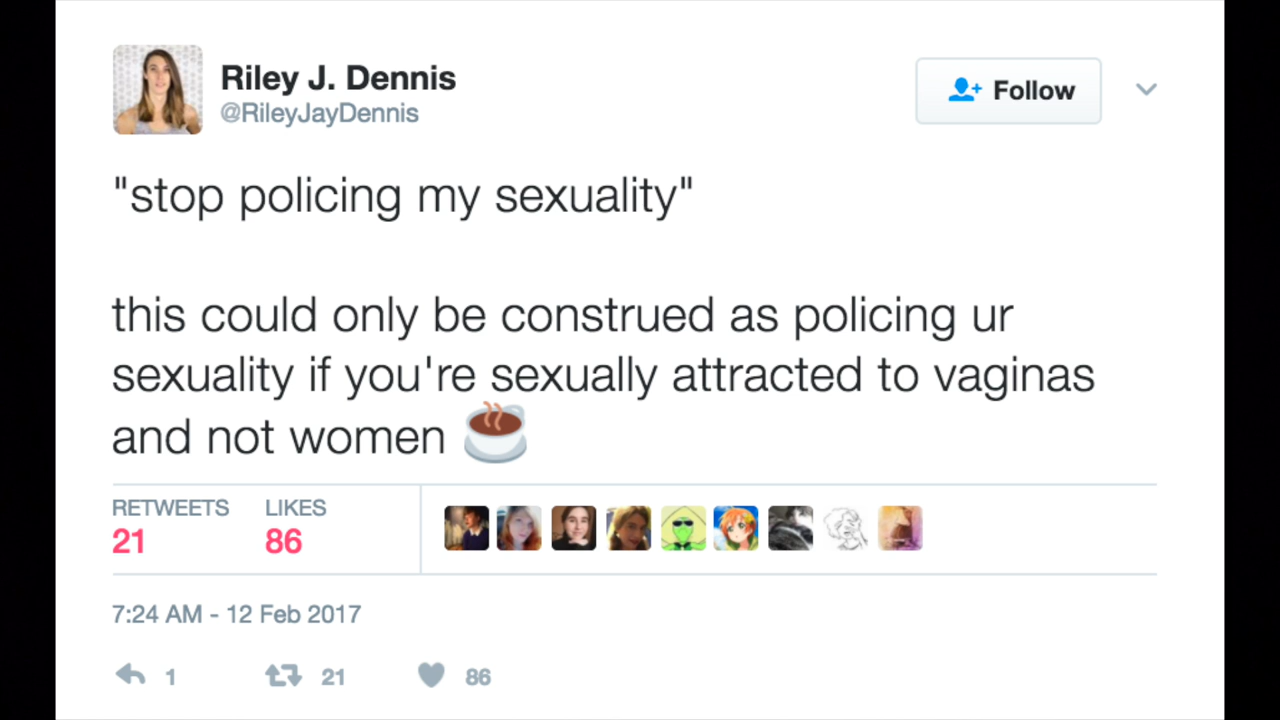 Riley J. Dennis
@RileyJayDennis
Follow
"stop policing my sexuality"
this could only be construed as policing ur
sexuality if you're sexually attracted to vaginas
and not women ☕
RETWEETS LIKES
21 86
7:24 AM - 12 Feb 2017
1 21 86